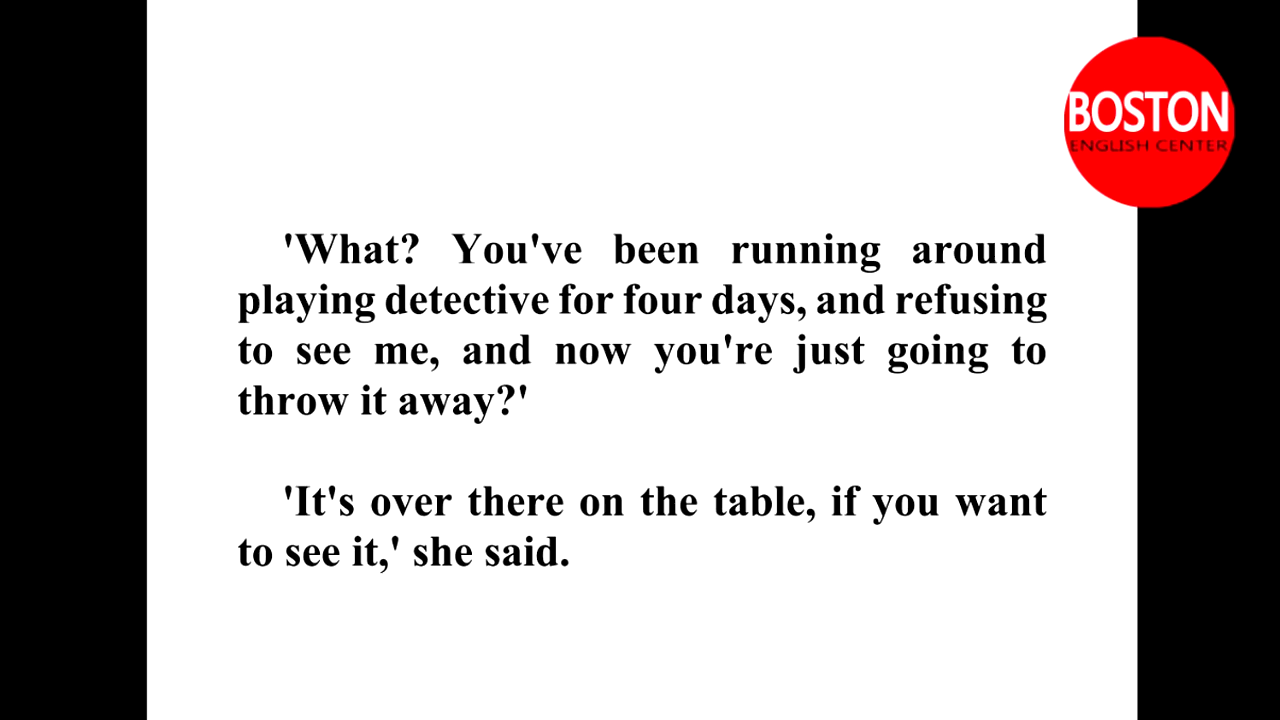 BOSTON
ENGLISH CENTER
'What? You've been running around
playing detective for four days, and refusing
to see me, and now you're just going to
throw it away?'
'It's over there on the table, if you want
to see it,' she said.